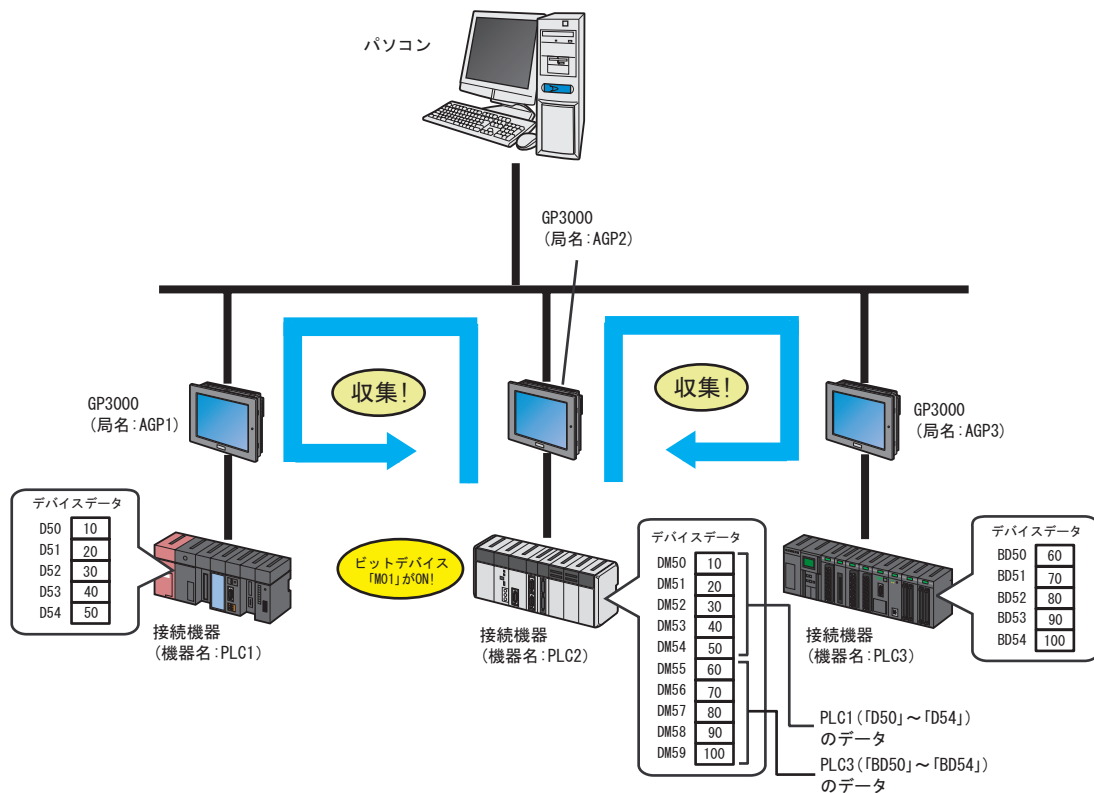 パソコン
GP3000
(局名:AGP2)
収集!
収集!
GP3000
(局名:AGP1)
GP3000
(局名:AGP3)
デバイスデータ
D50 10
D51 20
D52 30
D53 40
D54 50
接続機器
(機器名:PLC1)
ビットデバイス
「M01」がON!
接続機器
(機器名:PLC2)
デバイスデータ
DM50 10
DM51 20
DM52 30
DM53 40
DM54 50
DM55 60
DM56 70
DM57 80
DM58 90
DM59 100
接続機器
(機器名:PLC3)
デバイスデータ
BD50 60
BD51 70
BD52 80
BD53 90
BD54 100
PLC1(「D50」~「D54」)
のデータ
PLC3(「BD50」~「BD54」)
のデータ